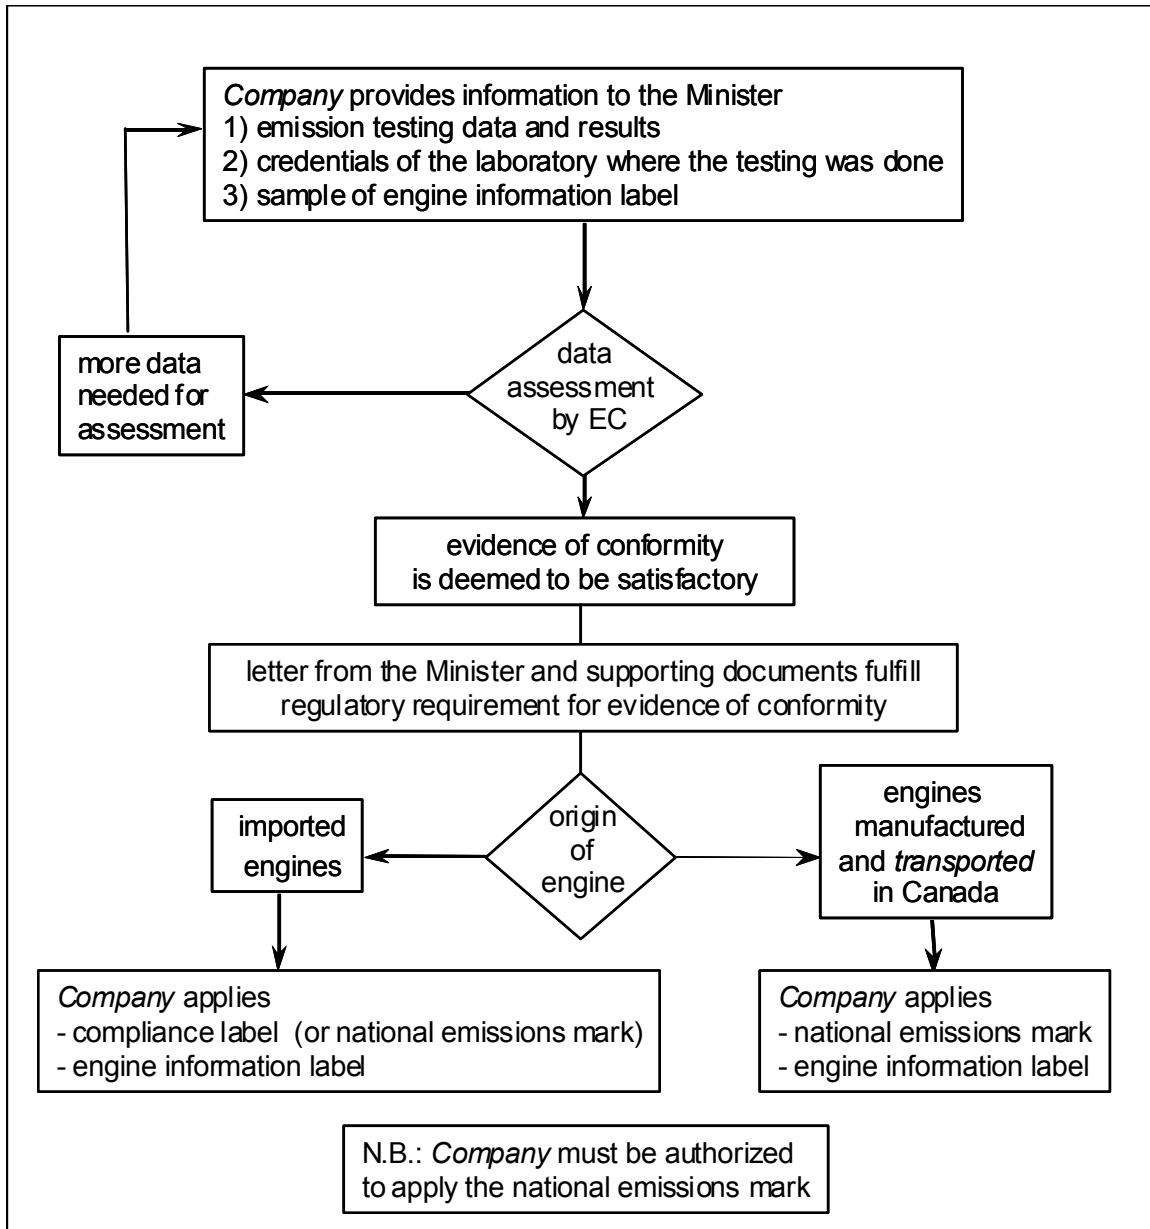 Company provides information to the Minister
1) emission testing data and results
2) credentials of the laboratory where the testing was done
3) sample of engine information label
data
assessment
by EC
more data
needed for
assessment
evidence of conformity
is deemed to be satisfactory
letter from the Minister and supporting documents fulfill
regulatory requirement for evidence of conformity
origin
of
engine
imported
engines
engines
manufactured
and transported
in Canada
Company applies
- compliance label (or national emissions mark)
- engine information label
Company applies
- national emissions mark
- engine information label
N.B.: Company must be authorized
to apply the national emissions mark